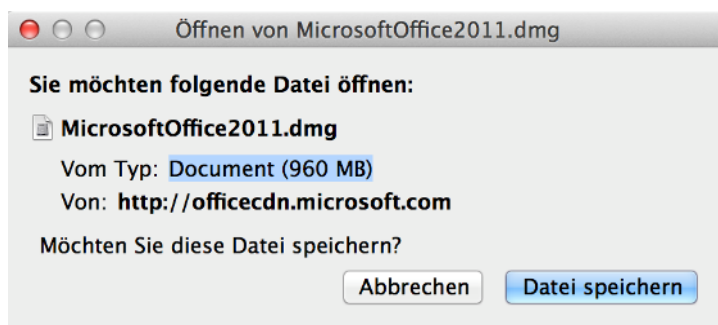 Öffnen von MicrosoftOffice2011.dmg
Sie möchten folgende Datei öffnen:
MicrosoftOffice2011.dmg
Vom Typ: Document (960 MB)
Von: http://officecdn.microsoft.com
Möchten Sie diese Datei speichern?
Abbrechen Datei speichern